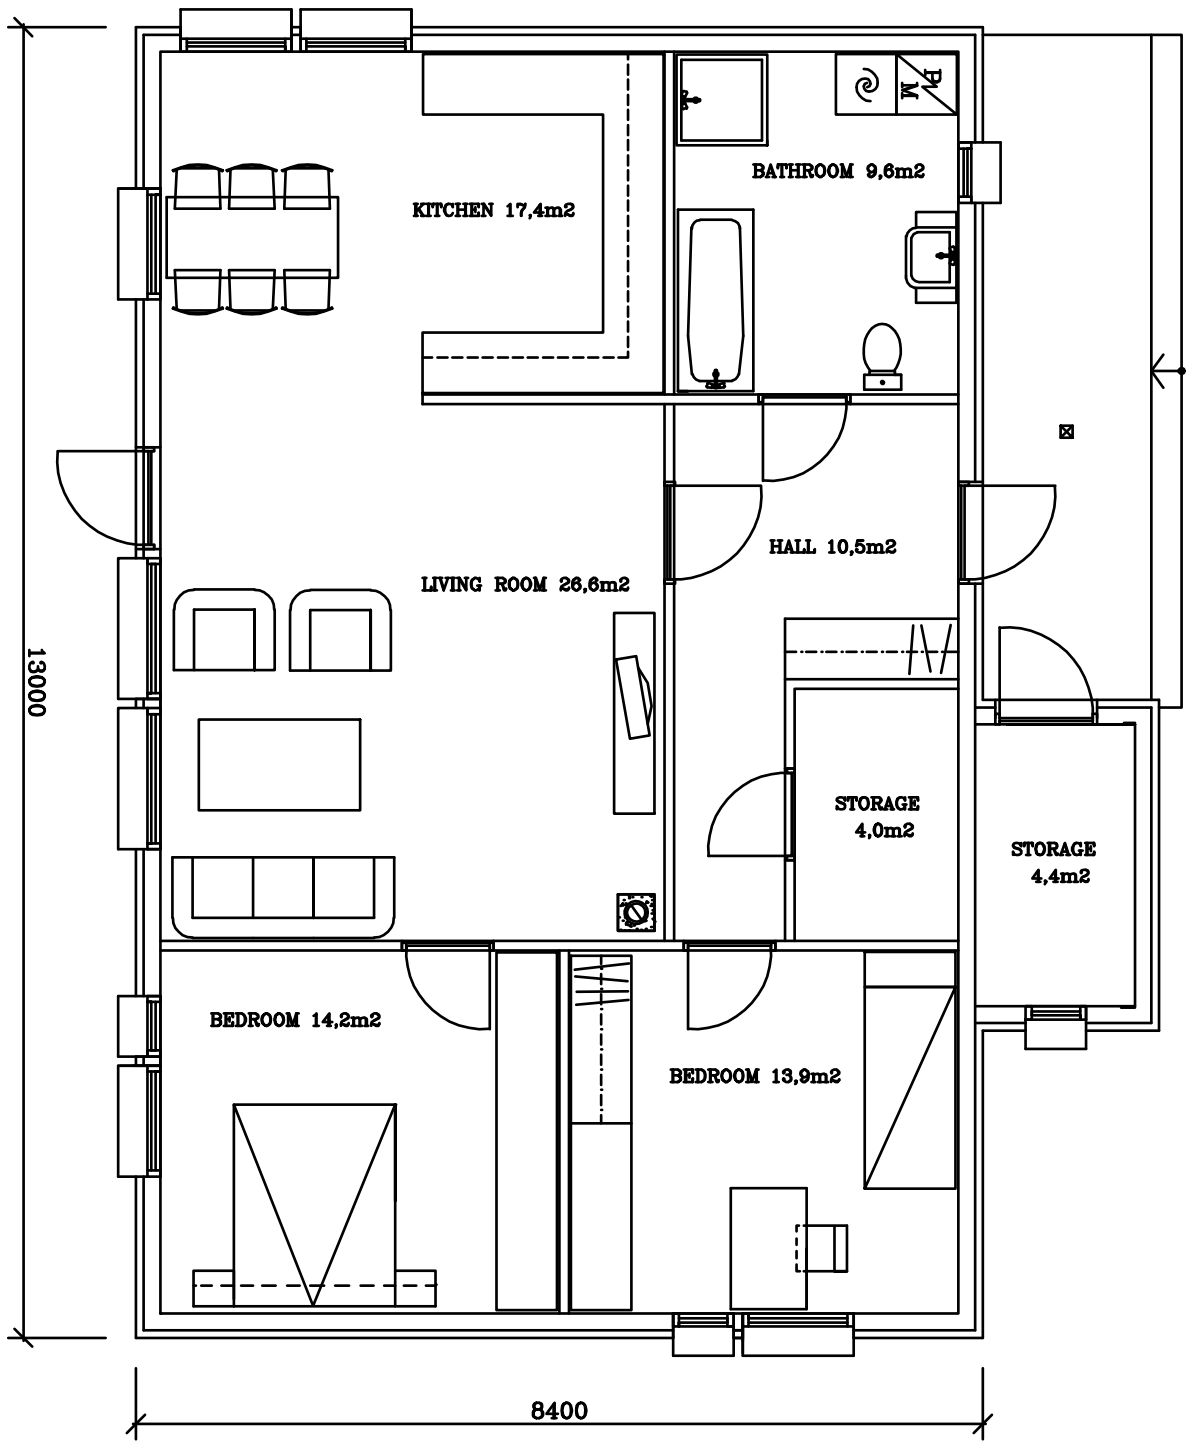 PM
BATHROOM 9,6m2
KITCHEN 17,4m2
HALL 10,5m2
LIVING ROOM 26,6m2
13000
STORAGE
4,0m2
STORAGE
4,4m2
BEDROOM 14,2m2
BEDROOM 13,9m2
8400